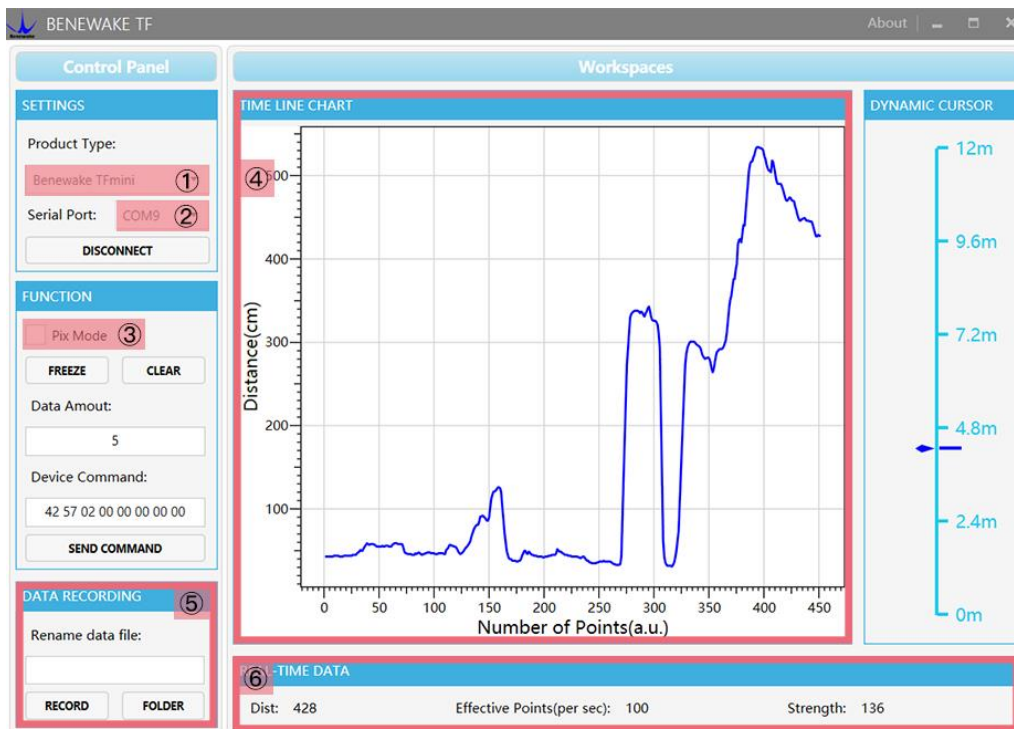 BENEWAKE TF
About
Benewake
Control Panel
SETTINGS
Product Type:
Benewake TFmini ①
Serial Port: COM9 ②
DISCONNECT
FUNCTION
Pix Mode ③
FREEZE CLEAR
Data Amout:
5
Device Command:
42 57 02 00 00 00 00 00
SEND COMMAND
DATA RECORDING ⑤
Rename data file:
RECORD FOLDER
Workspaces
TIME LINE CHART
④
Distance(cm)
500
400
300
200
100
0 50 100 150 200 250 300 350 400 450
Number of Points(a.u.)
DYNAMIC CURSOR
12m
9.6m
7.2m
4.8m
2.4m
0m
⑥ -TIME DATA
Dist: 428 Effective Points(per sec): 100 Strength: 136